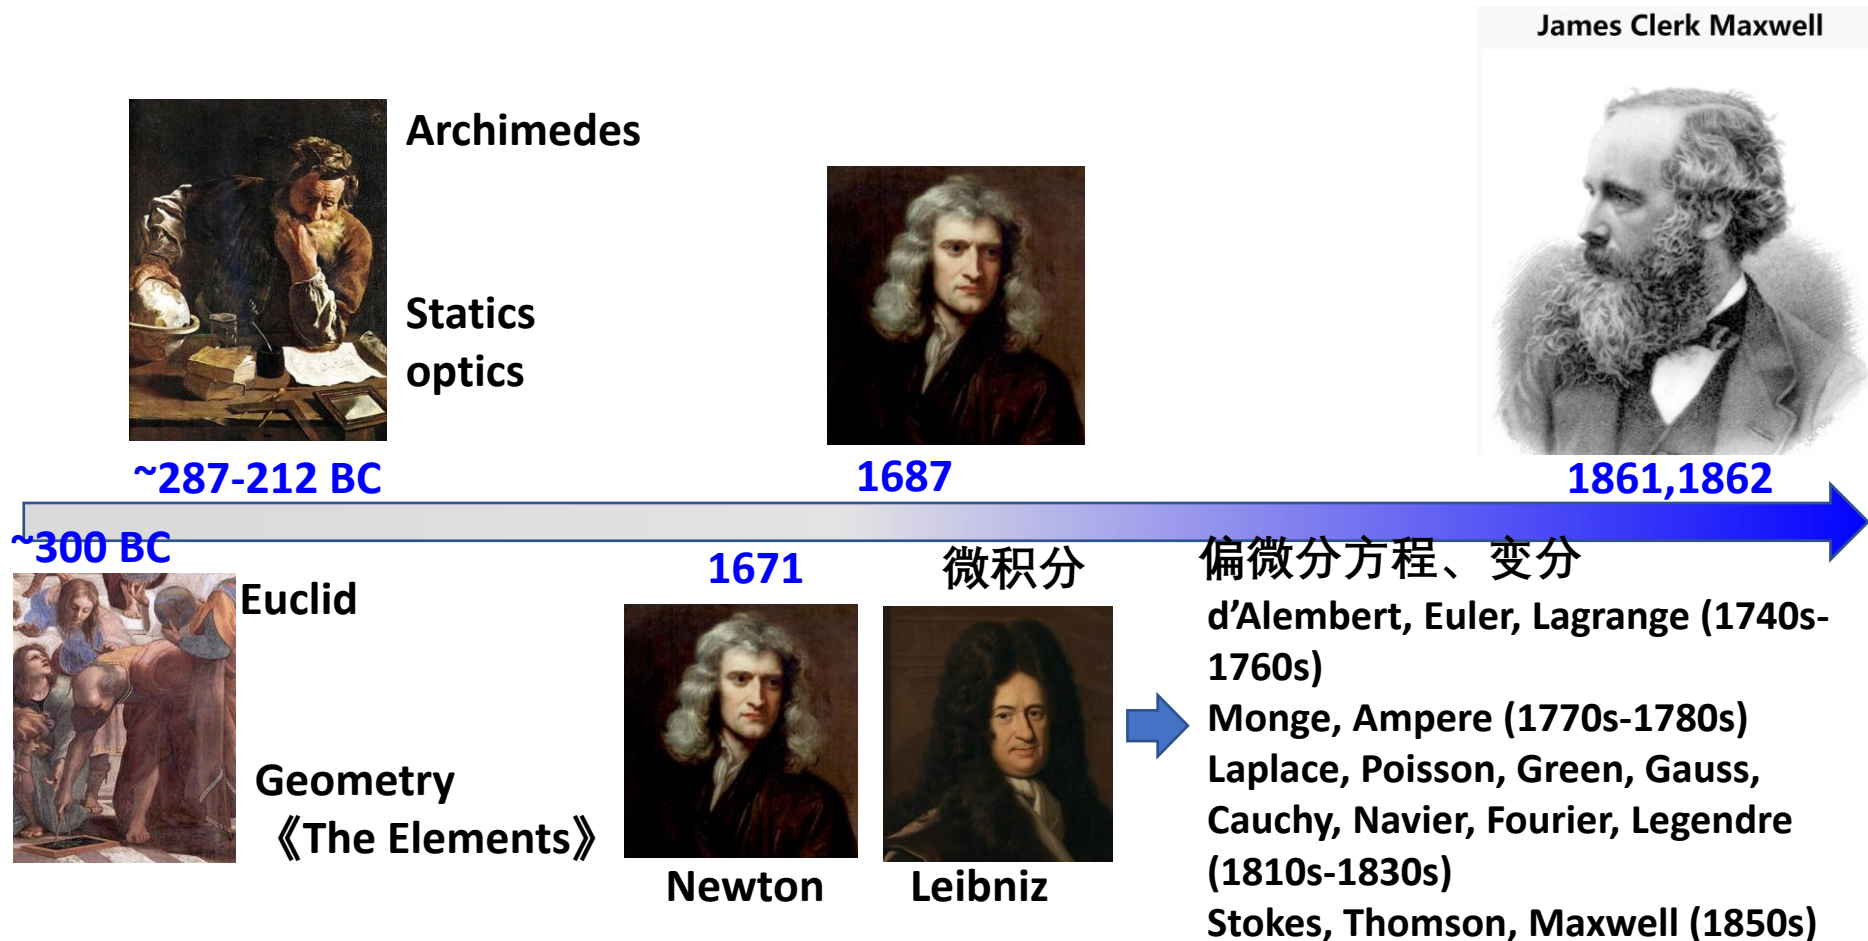 James Clerk Maxwell
Archimedes
Statics
optics
~287-212 BC
1687
1861,1862
~300 BC
Euclid
Geometry
《The Elements》
1671
微积分
Newton
Leibniz
偏微分方程、变分
d’Alembert, Euler, Lagrange (1740s-
1760s)
Monge, Ampere (1770s-1780s)
Laplace, Poisson, Green, Gauss,
Cauchy, Navier, Fourier, Legendre
(1810s-1830s)
Stokes, Thomson, Maxwell (1850s)